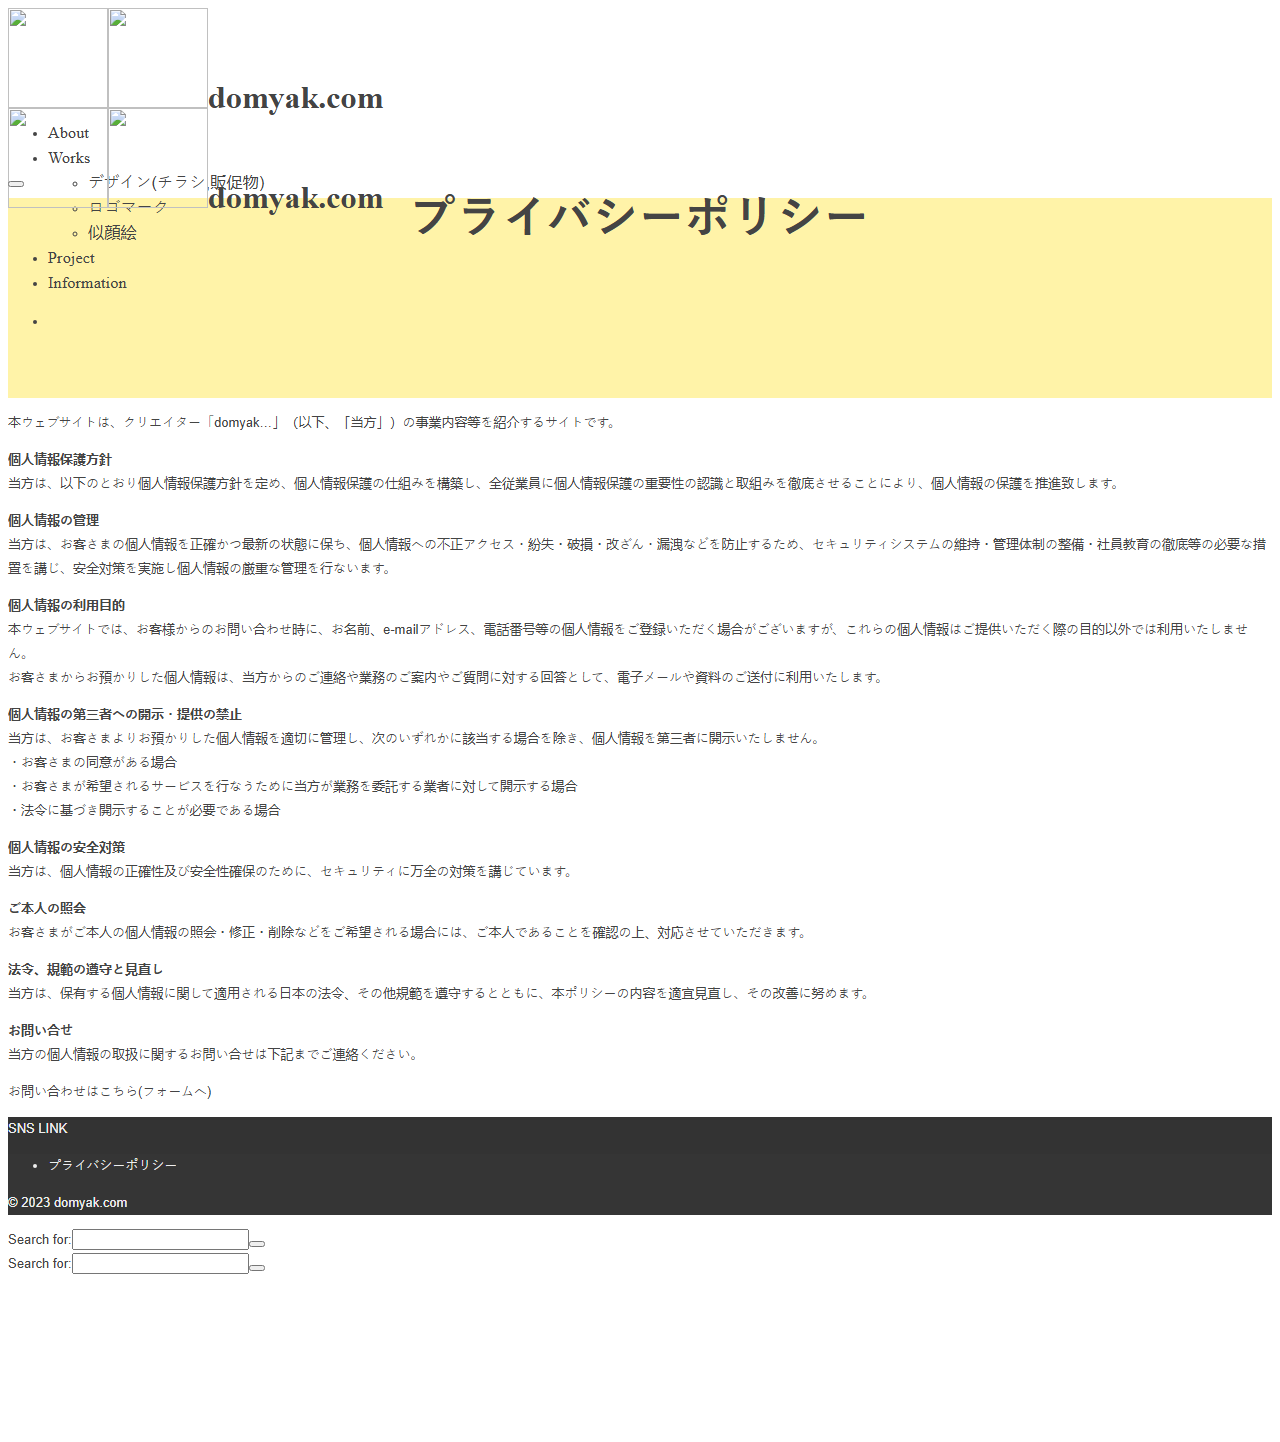 domyak.com
About
Works
デザイン(チラシ,販促物)
domyak.com
ロゴマーク
プライバシーポリシー
似顔絵
Project
Information
本ウェブサイトは、クリエイター「domyak...」（以下、「当方」）の事業内容等を紹介するサイトです。
個人情報保護方針
当方は、以下のとおり個人情報保護方針を定め、個人情報保護の仕組みを構築し、全従業員に個人情報保護の重要性の認識と取組みを徹底させることにより、個人情報の保護を推進致します。
個人情報の管理
当方は、お客さまの個人情報を正確かつ最新の状態に保ち、個人情報への不正アクセス・紛失・破損・改ざん・漏洩などを防止するため、セキュリティシステムの維持・管理体制の整備・社員教育の徹底等の必要な措
置を講じ、安全対策を実施し個人情報の厳重な管理を行ないます。
個人情報の利用目的
本ウェブサイトでは、お客様からのお問い合わせ時に、お名前、e-mailアドレス、電話番号等の個人情報をご登録いただく場合がございますが、これらの個人情報はご提供いただく際の目的以外では利用いたしませ
ん。
お客さまからお預かりした個人情報は、当方からのご連絡や業務のご案内やご質問に対する回答として、電子メールや資料のご送付に利用いたします。
個人情報の第三者への開示・提供の禁止
当方は、お客さまよりお預かりした個人情報を適切に管理し、次のいずれかに該当する場合を除き、個人情報を第三者に開示いたしません。
・お客さまの同意がある場合
・お客さまが希望されるサービスを行なうために当方が業務を委託する業者に対して開示する場合
・法令に基づき開示することが必要である場合
個人情報の安全対策
当方は、個人情報の正確性及び安全性確保のために、セキュリティに万全の対策を講じています。
ご本人の照会
お客さまがご本人の個人情報の照会・修正・削除などをご希望される場合には、ご本人であることを確認の上、対応させていただきます。
法令、規範の遵守と見直し
当方は、保有する個人情報に関して適用される日本の法令、その他規範を遵守するとともに、本ポリシーの内容を適宜見直し、その改善に努めます。
お問い合せ
当方の個人情報の取扱に関するお問い合せは下記までご連絡ください。
お問い合わせはこちら(フォームへ)
SNS LINK
プライバシーポリシー
© 2023 domyak.com
Search for:
Search for: